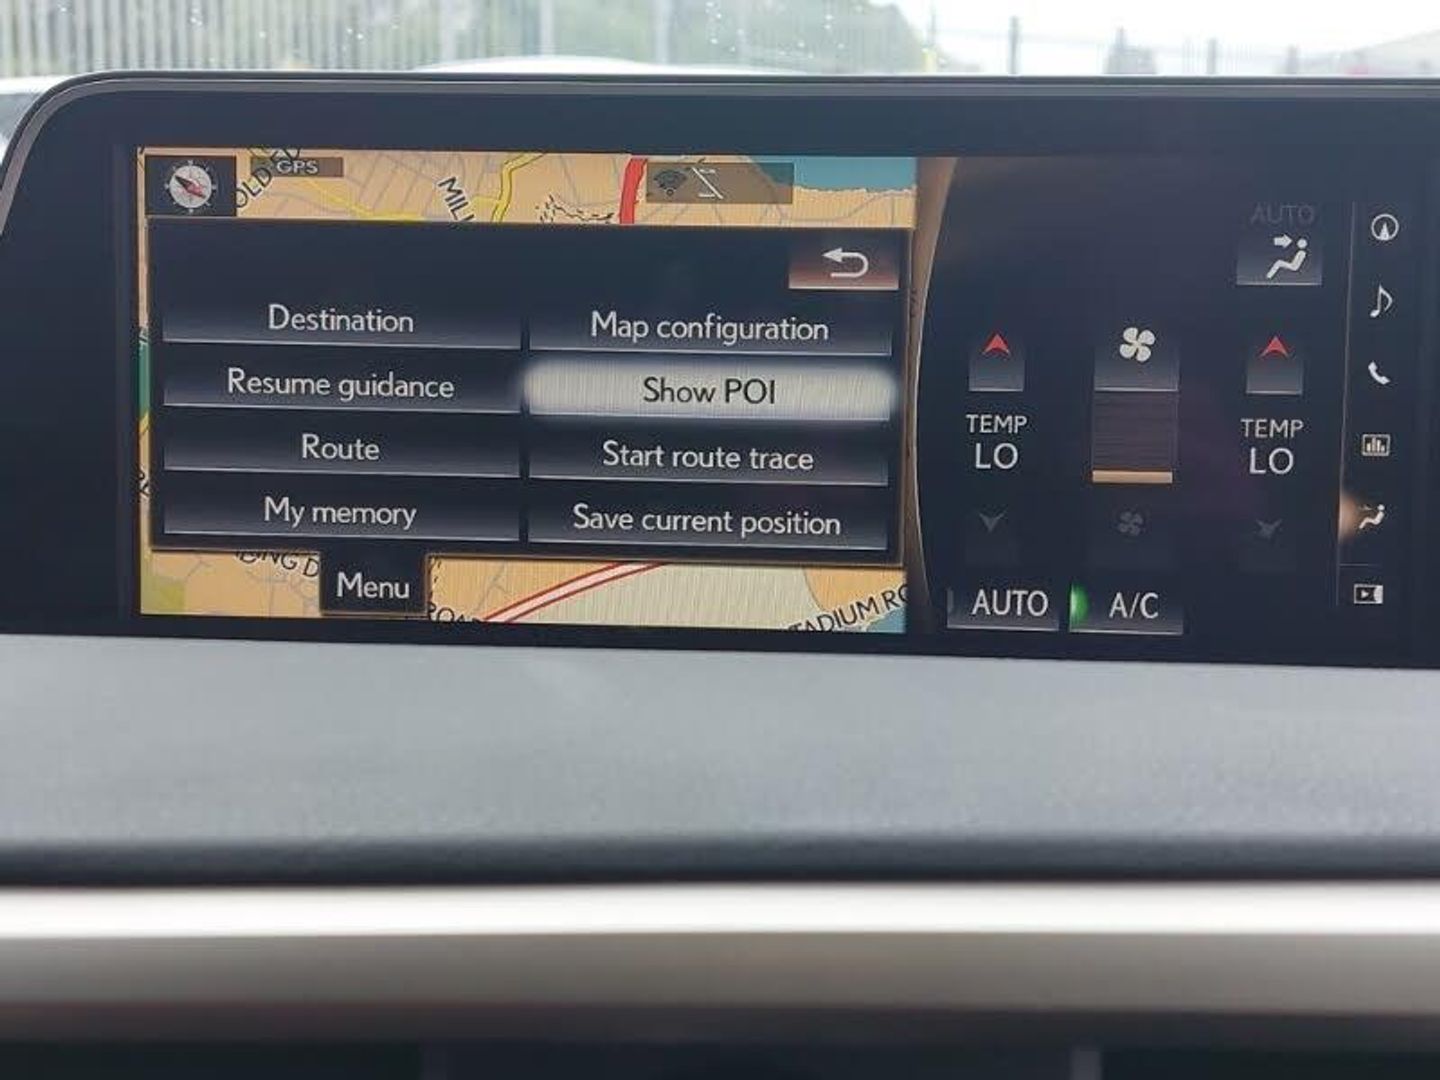 GPS
AUTO
Destination
Map configuration
Resume guidance
Show POI
Route
Start route trace
My memory
Save current position
Menu
TEMP
LO
TEMP
LO
AUTO
A/C